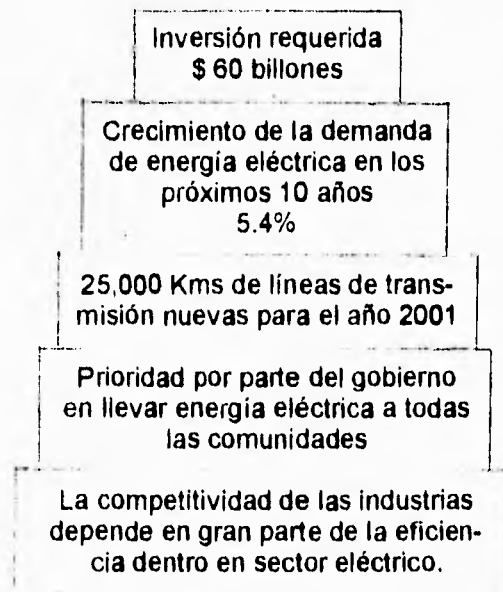 Inversión requerida
$ 60 billones
Crecimiento de la demanda
de energía eléctrica en los
próximos 10 años
5.4%
25,000 Kms de líneas de trans-
misión nuevas para el año 2001
Prioridad por parte del gobierno
en llevar energía eléctrica a todas
las comunidades
La competitividad de las industrias
depende en gran parte de la eficien-
cia dentro en sector eléctrico.